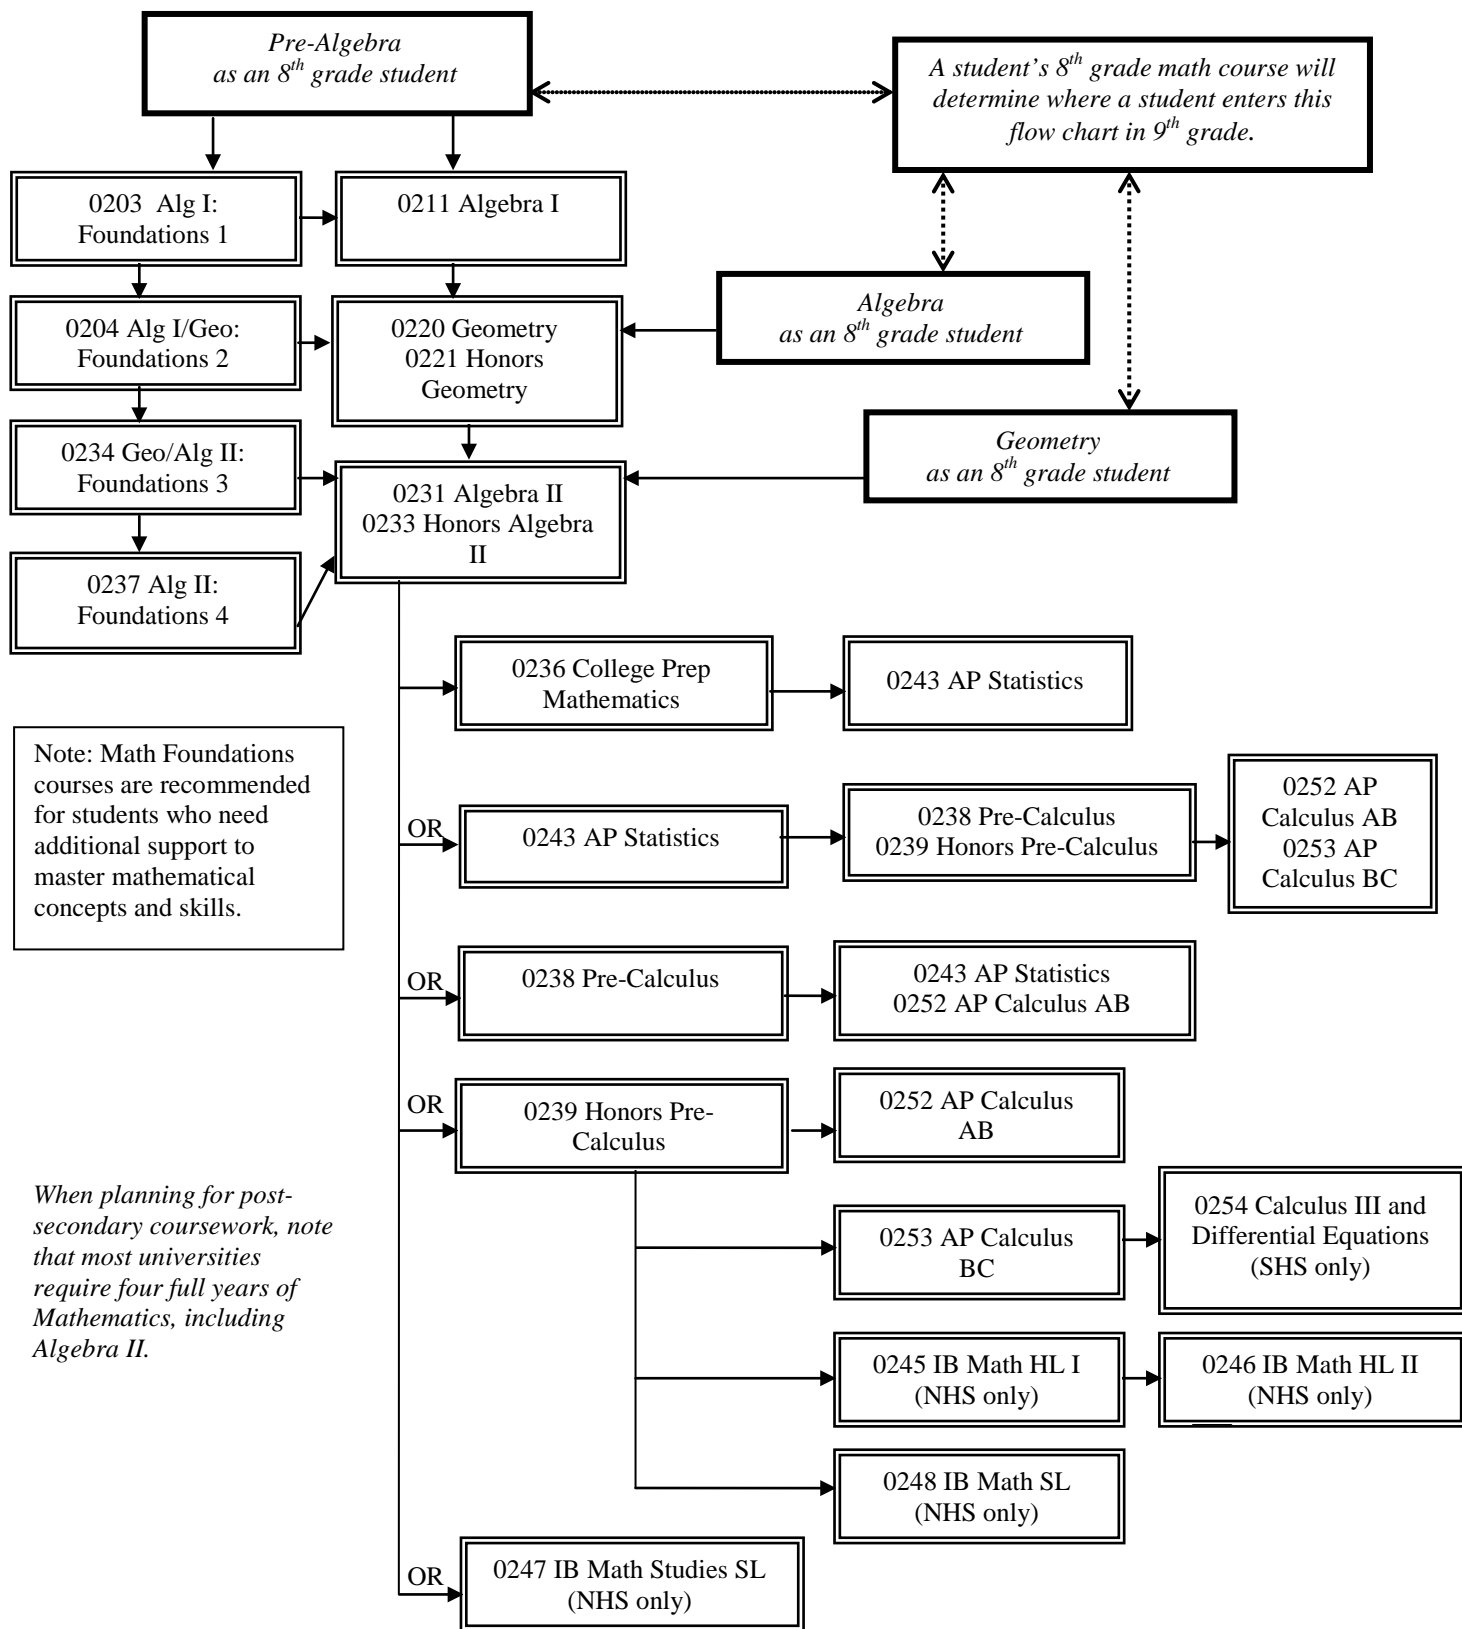 Pre-Algebra
as an 8th grade student
A student's 8th grade math course will
determine where a student enters this
flow chart in 9th grade.
0203  Alg I:
Foundations 1
0211 Algebra I
Algebra
as an 8th grade student
0204 Alg I/Geo:
Foundations 2
0220 Geometry
0221 Honors
Geometry
Geometry
as an 8th grade student
0234 Geo/Alg II:
Foundations 3
0231 Algebra II
0233 Honors Algebra
II
0237 Alg II:
Foundations 4
0236 College Prep
Mathematics
0243 AP Statistics
Note: Math Foundations
courses are recommended
for students who need
additional support to
master mathematical
concepts and skills.
OR
0243 AP Statistics
0238 Pre-Calculus
0239 Honors Pre-Calculus
0252 AP
Calculus AB
0253 AP
Calculus BC
OR
0238 Pre-Calculus
0243 AP Statistics
0252 AP Calculus AB
OR
0239 Honors Pre-
Calculus
0252 AP Calculus
AB
When planning for post-
secondary coursework, note
that most universities
require four full years of
Mathematics, including
Algebra II.
0253 AP Calculus
BC
0254 Calculus III and
Differential Equations
(SHS only)
0245 IB Math HL I
(NHS only)
0246 IB Math HL II
(NHS only)
0248 IB Math SL
(NHS only)
OR
0247 IB Math Studies SL
(NHS only)